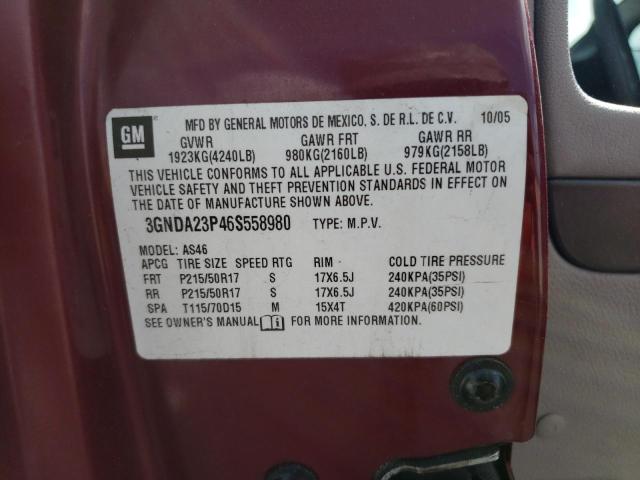 GM
MFD BY GENERAL MOTORS DE MEXICO, S. DE R.L. DE C.V. 10/05
GVWR GAWR FRT GAWR RR
1923KG(4240LB) 980KG(2160LB) 979KG(2158LB)
THIS VEHICLE CONFORMS TO ALL APPLICABLE U.S. FEDERAL MOTOR
VEHICLE SAFETY AND THEFT PREVENTION STANDARDS IN EFFECT ON
THE DATE OF MANUFACTURE SHOWN ABOVE.
3GNDA23P46S558980 TYPE: M.P.V.
MODEL: AS46
APCG TIRE SIZE SPEED RTG RIM COLD TIRE PRESSURE
FRT P215/50R17 S 17X6.5J 240KPA(35PSI)
RR P215/50R17 S 17X6.5J 240KPA(35PSI)
SPA T115/70D15 M 15X4T 420KPA(60PSI)
SEE OWNER'S MANUAL FOR MORE INFORMATION.